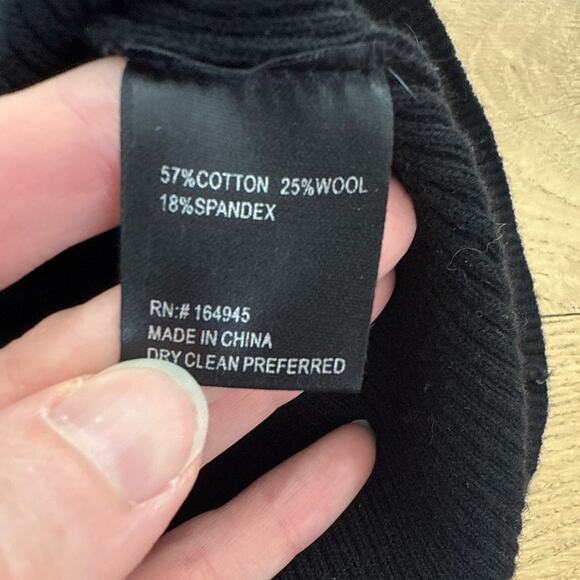 57%COTTON 25%WOOL
18%SPANDEX
RN:# 164945
MADE IN CHINA
DRY CLEAN PREFERRED